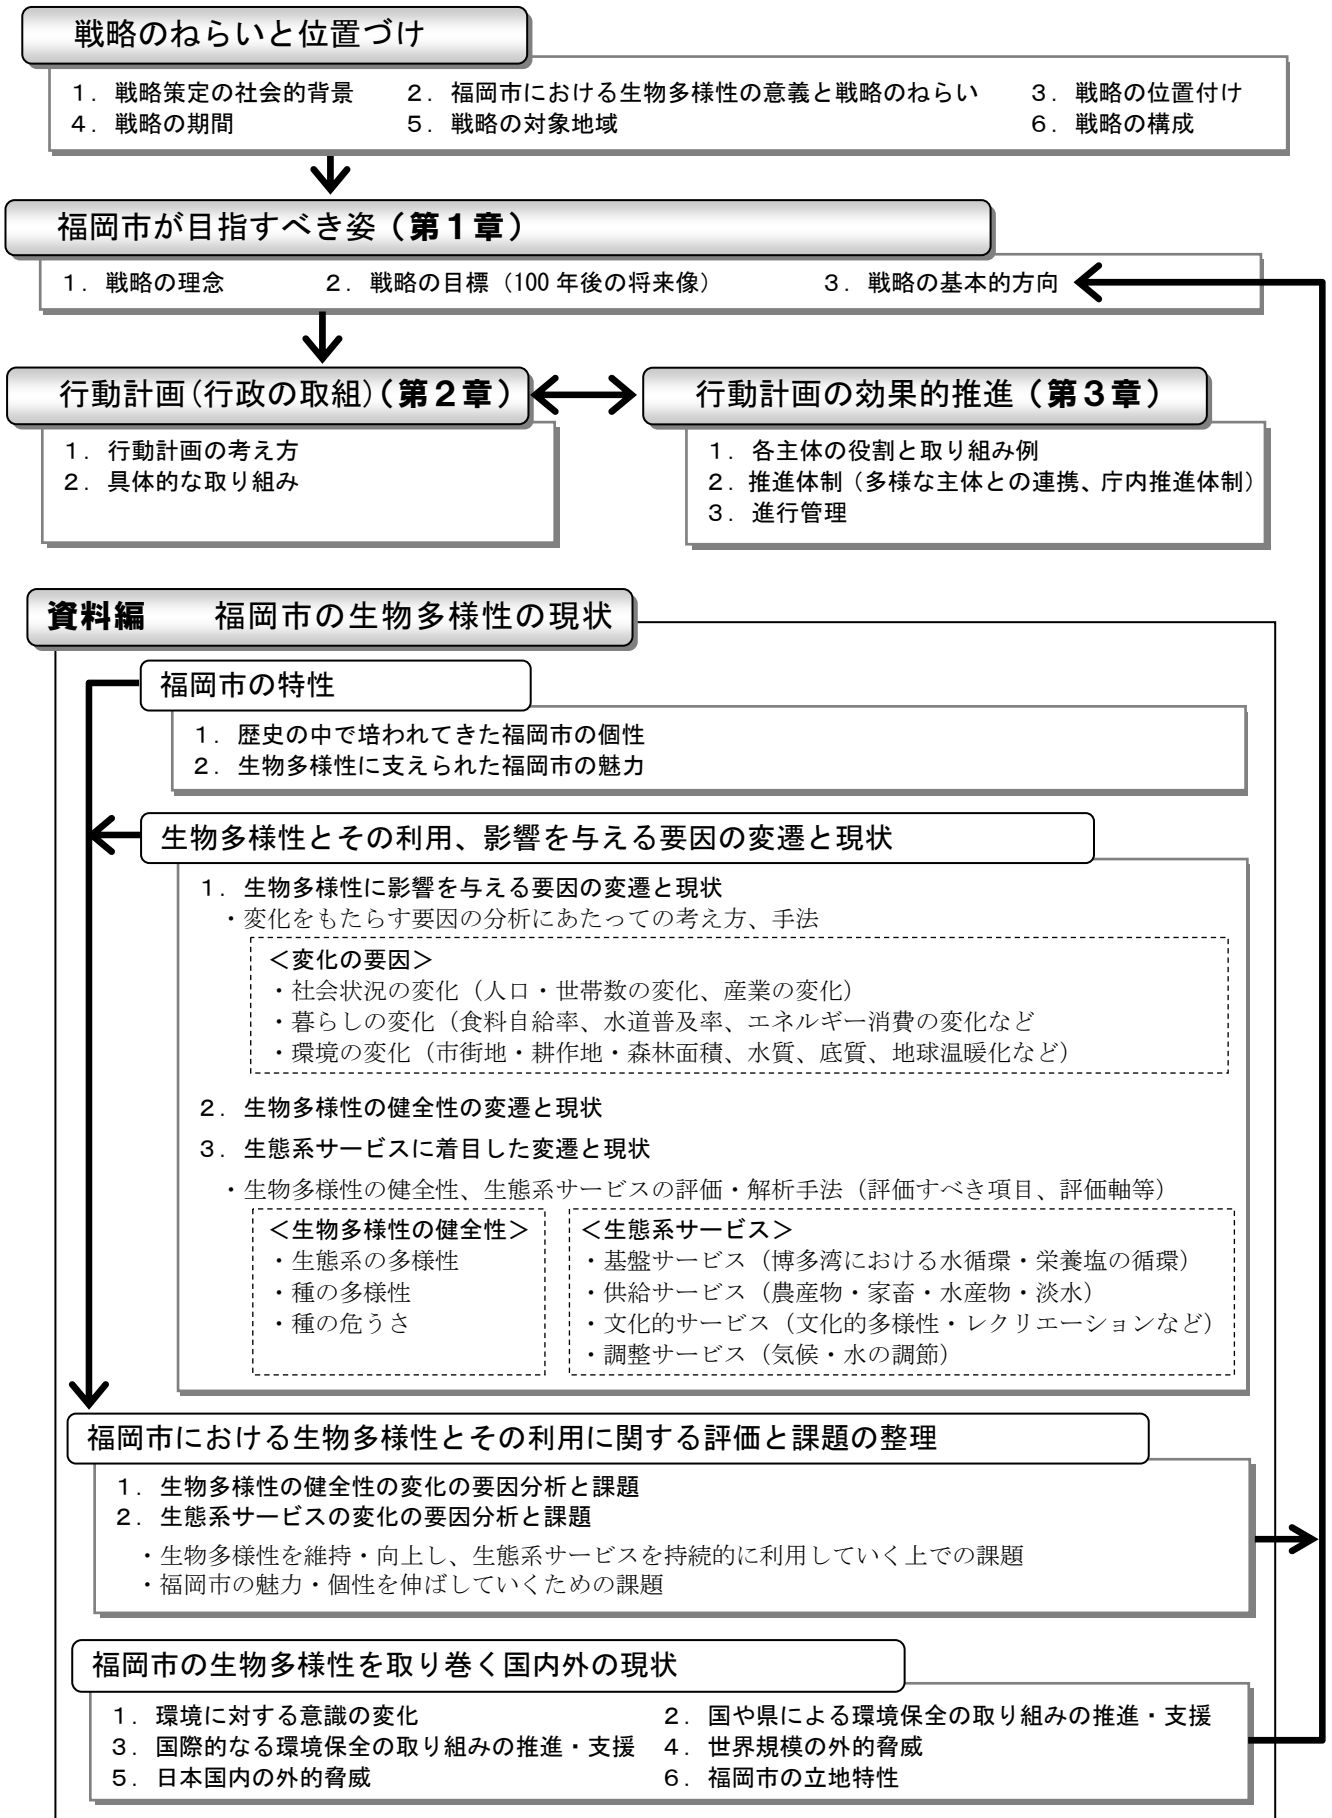 戦略のねらいと位置づけ
１．戦略策定の社会的背景　２．福岡市における生物多様性の意義と戦略のねらい　３．戦略の位置付け
４．戦略の期間　５．戦略の対象地域　６．戦略の構成
福岡市が目指すべき姿（第１章）
１．戦略の理念　２．戦略の目標（100 年後の将来像）　３．戦略の基本的方向
行動計画(行政の取組)（第２章）
１．行動計画の考え方
２．具体的な取り組み
行動計画の効果的推進（第３章）
１．各主体の役割と取り組み例
２．推進体制（多様な主体との連携、庁内推進体制）
３．進行管理
資料編　福岡市の生物多様性の現状
福岡市の特性
１．歴史の中で培われてきた福岡市の個性
２．生物多様性に支えられた福岡市の魅力
生物多様性とその利用、影響を与える要因の変遷と現状
１．生物多様性に影響を与える要因の変遷と現状
・変化をもたらす要因の分析にあたっての考え方、手法
＜変化の要因＞
・社会状況の変化（人口・世帯数の変化、産業の変化）
・暮らしの変化（食料自給率、水道普及率、エネルギー消費の変化など
・環境の変化（市街地・耕作地・森林面積、水質、底質、地球温暖化など）
２．生物多様性の健全性の変遷と現状
３．生態系サービスに着目した変遷と現状
・生物多様性の健全性、生態系サービスの評価・解析手法（評価すべき項目、評価軸等）
＜生物多様性の健全性＞
・生態系の多様性
・種の多様性
・種の危うさ
＜生態系サービス＞
・基盤サービス（博多湾における水循環・栄養塩の循環）
・供給サービス（農産物・家畜・水産物・淡水）
・文化的サービス（文化的多様性・レクリエーションなど）
・調整サービス（気候・水の調節）
福岡市における生物多様性とその利用に関する評価と課題の整理
１．生物多様性の健全性の変化の要因分析と課題
２．生態系サービスの変化の要因分析と課題
・生物多様性を維持・向上し、生態系サービスを持続的に利用していく上での課題
・福岡市の魅力・個性を伸ばしていくための課題
福岡市の生物多様性を取り巻く国内外の現状
１．環境に対する意識の変化　２．国や県による環境保全の取り組みの推進・支援
３．国際的なる環境保全の取り組みの推進・支援　４．世界規模の外的脅威
５．日本国内の外的脅威　６．福岡市の立地特性